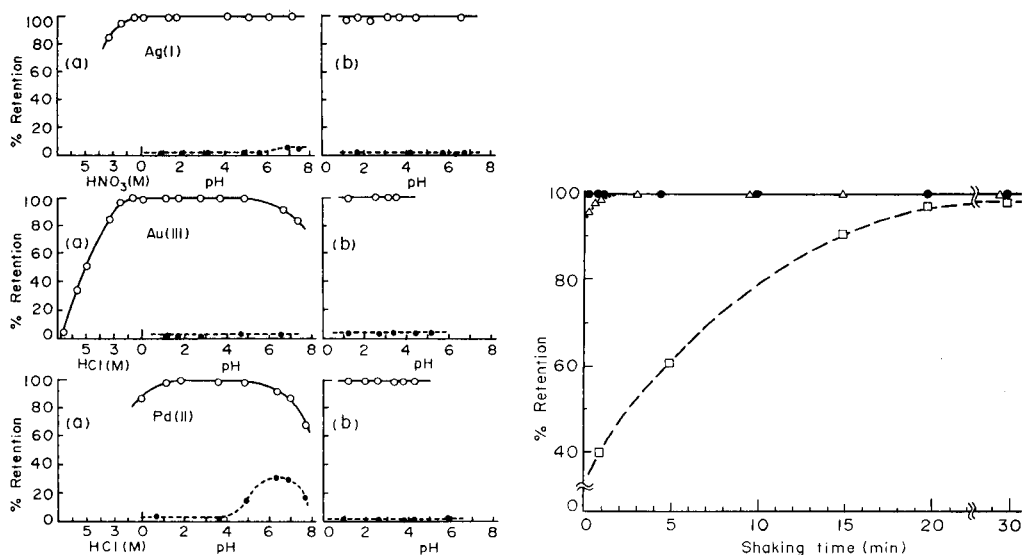 % Retention
100
80
60
40
20
0
(a)
Ag(I)
(b)
5 3 1 0 2 4 6 8
HNO₃(M) pH
0 2 4 6 8
pH
% Retention
100
80
60
40
20
0
(a)
Au(III)
(b)
5 3 1 0 2 4 6 8
HCl(M) pH
0 2 4 6 8
pH
% Retention
100
80
60
40
20
0
(a)
Pd(II)
(b)
5 3 1 0 2 4 6 8
HCl(M) pH
0 2 4 6 8
pH
% Retention
100
80
60
40
0
0 5 10 15 20 30
Shaking time (min)